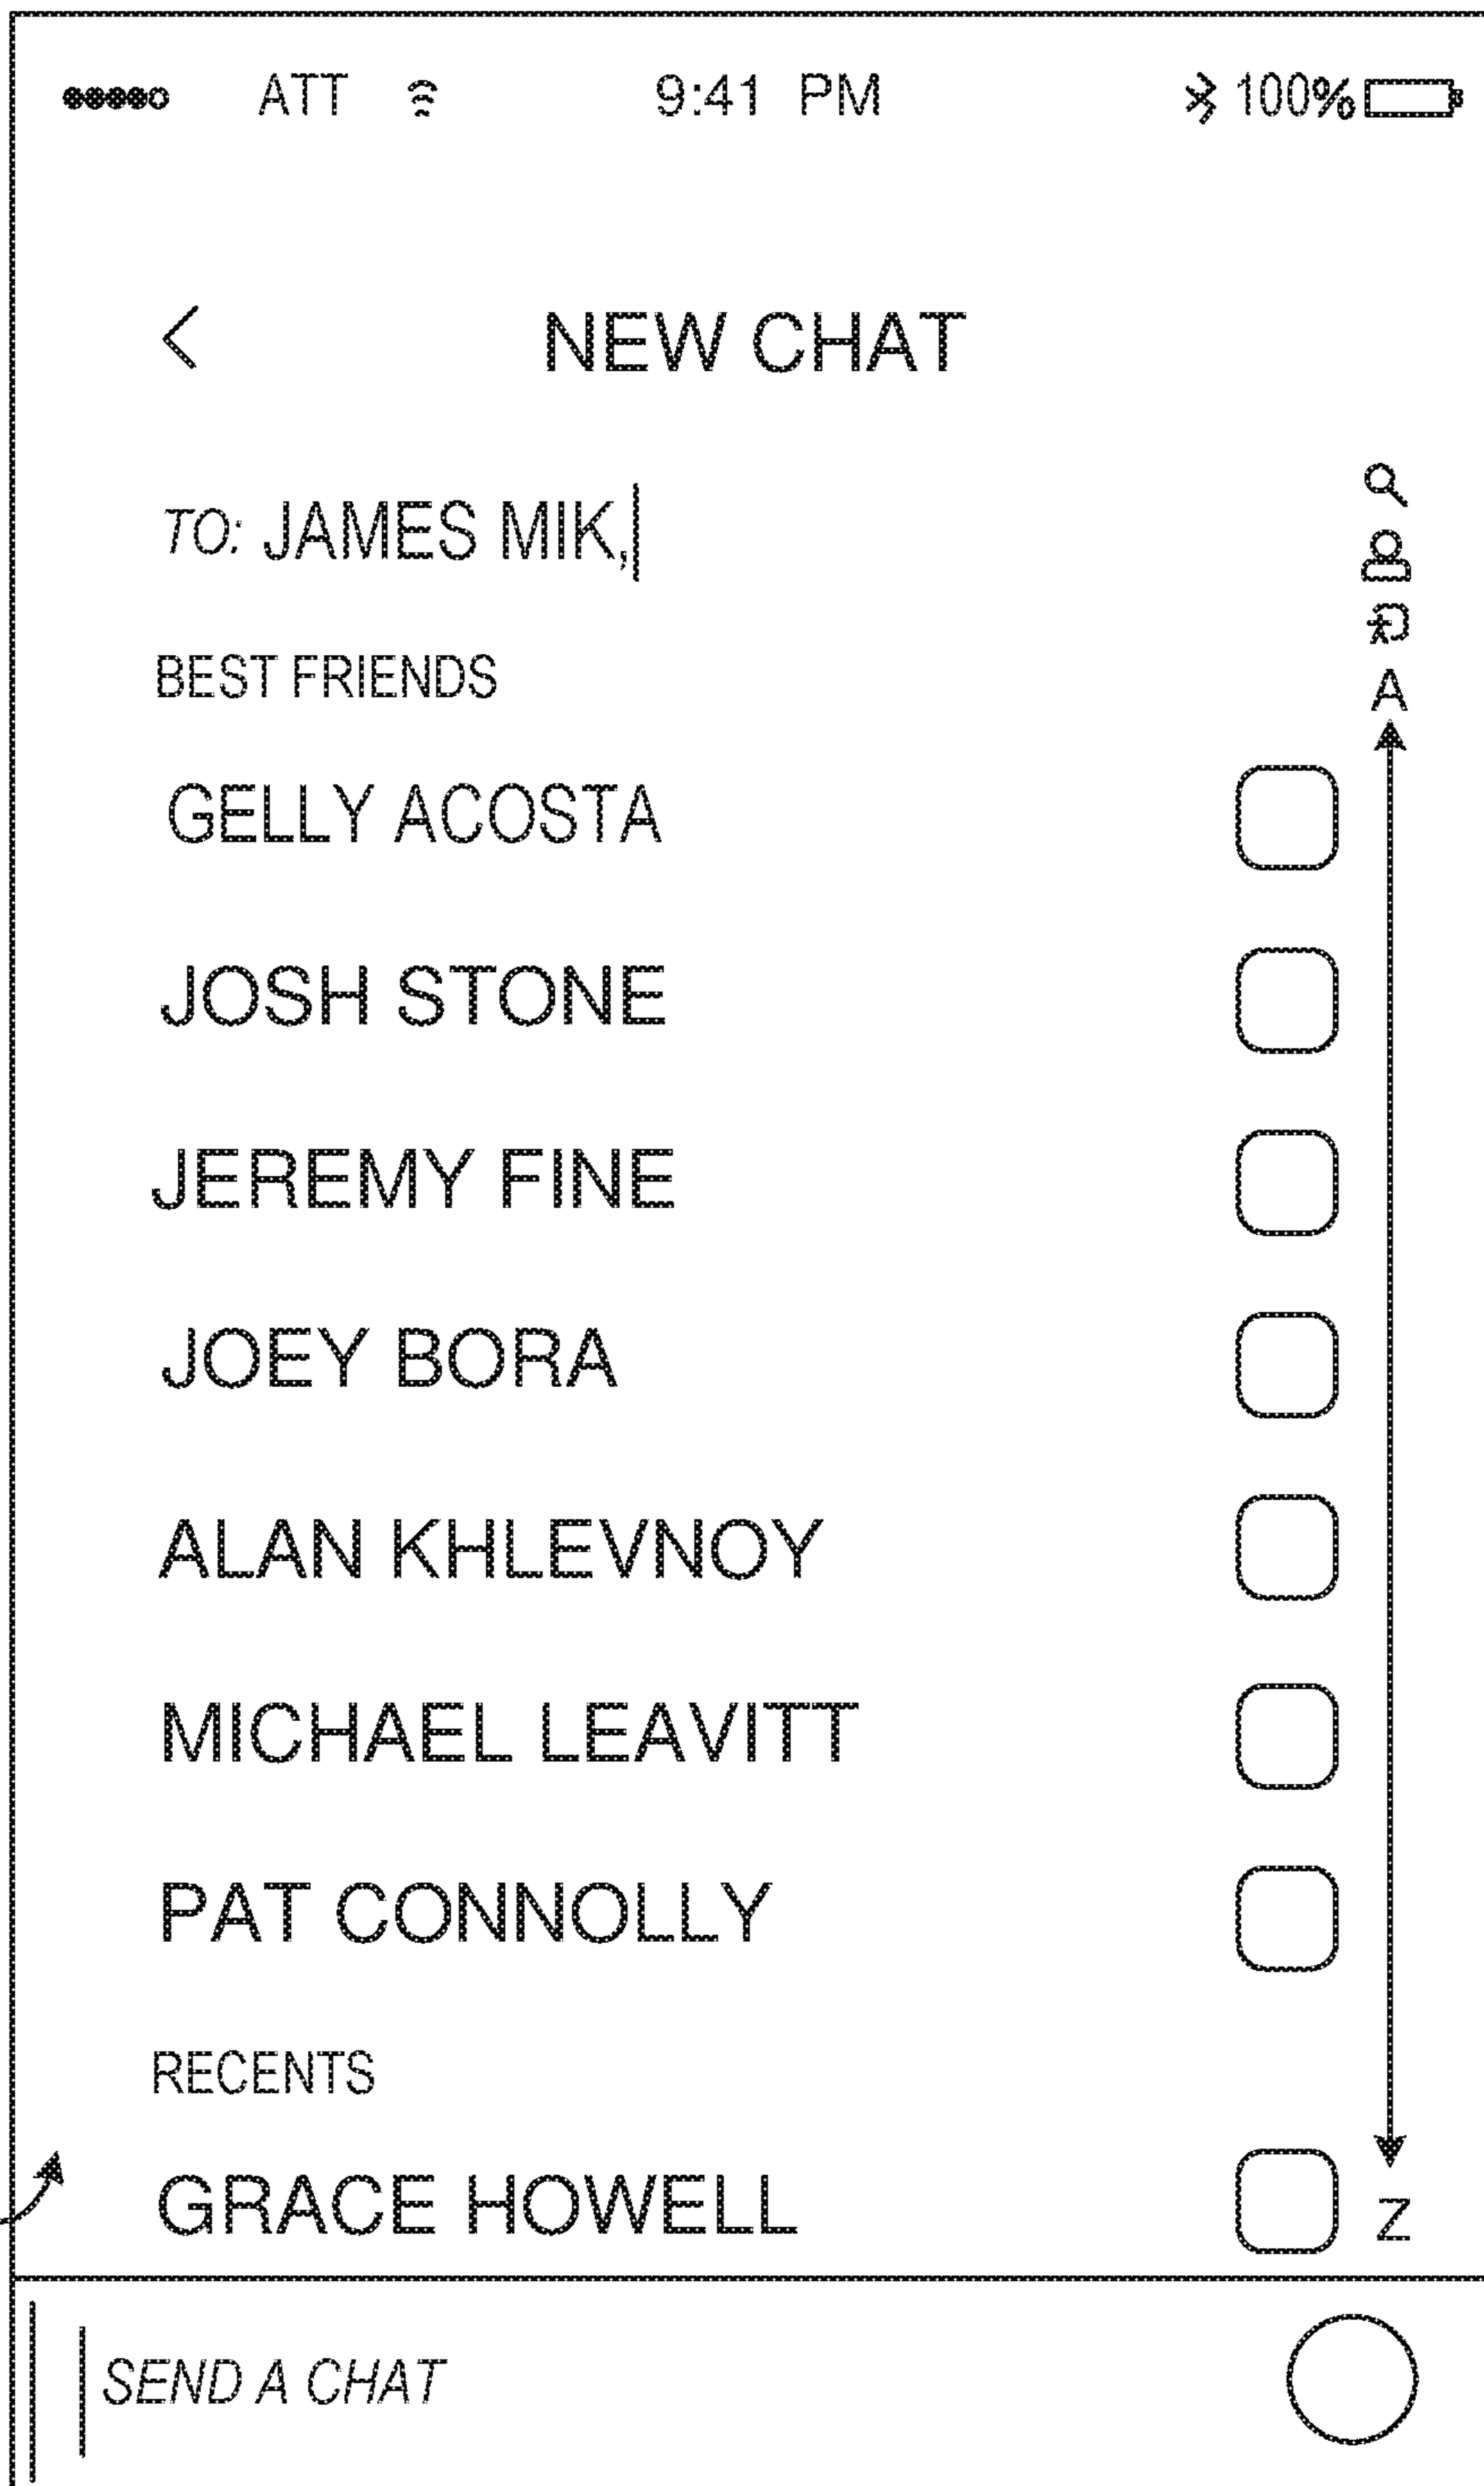 ATT 9:41 PM 100%
NEW CHAT
TO: JAMES MIK,
BEST FRIENDS
A
GELLY ACOSTA
JOSH STONE
JEREMY FINE
JOEY BORA
ALAN KHLEVNOY
MICHAEL LEAVITT
PAT CONNOLLY
RECENTS
GRACE HOWELL
Z
SEND A CHAT